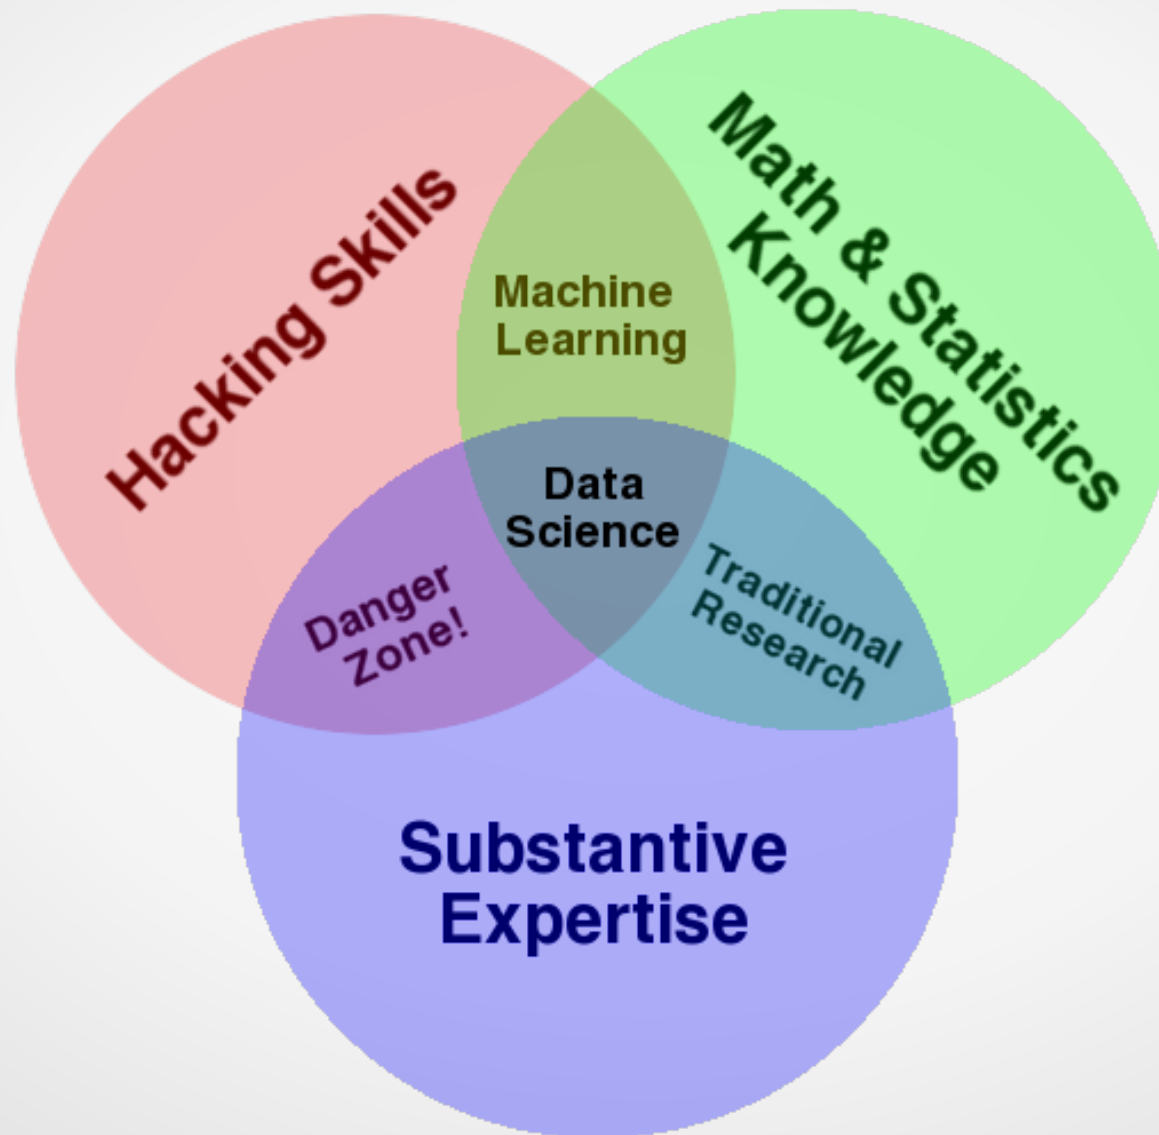 Hacking Skills
Math & Statistics
Knowledge
Machine
Learning
Data
Science
Danger
Zone!
Traditional
Research
Substantive
Expertise